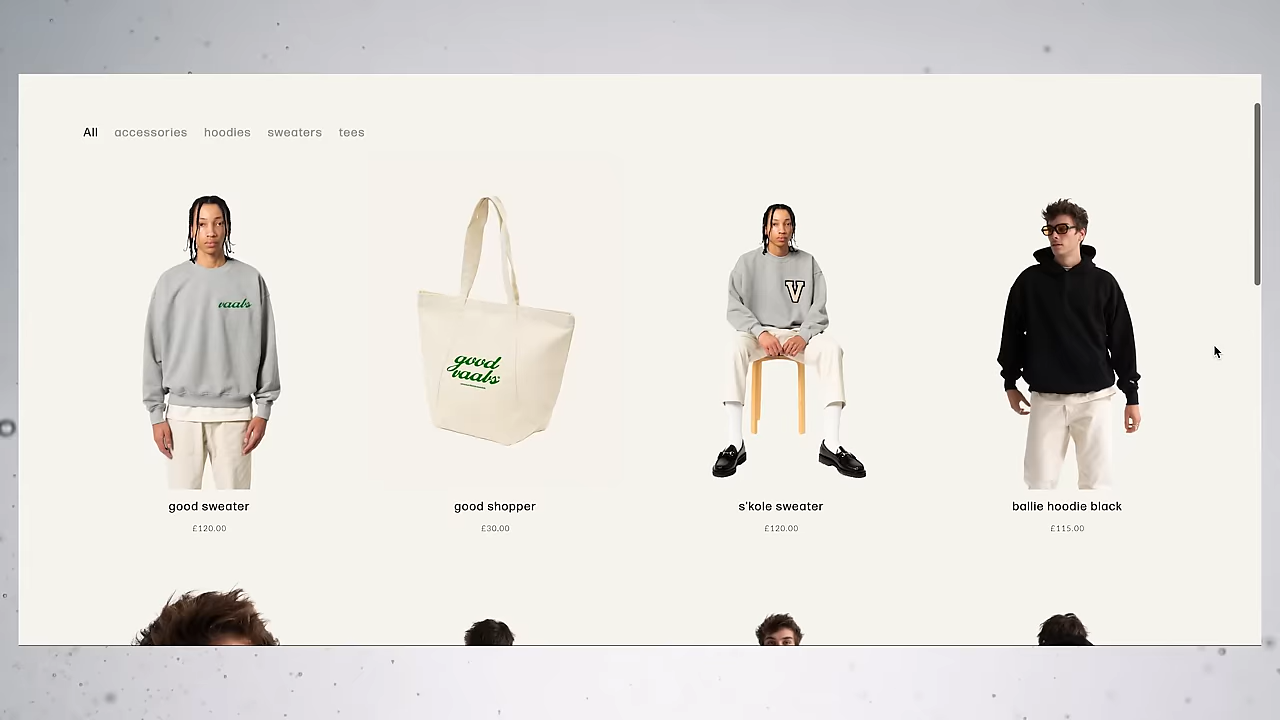 All accessories hoodies sweaters tees
vaals
good
vaals
V
good sweater
good shopper
s'kole sweater
ballie hoodie black
£120.00
£30.00
£120.00
£115.00